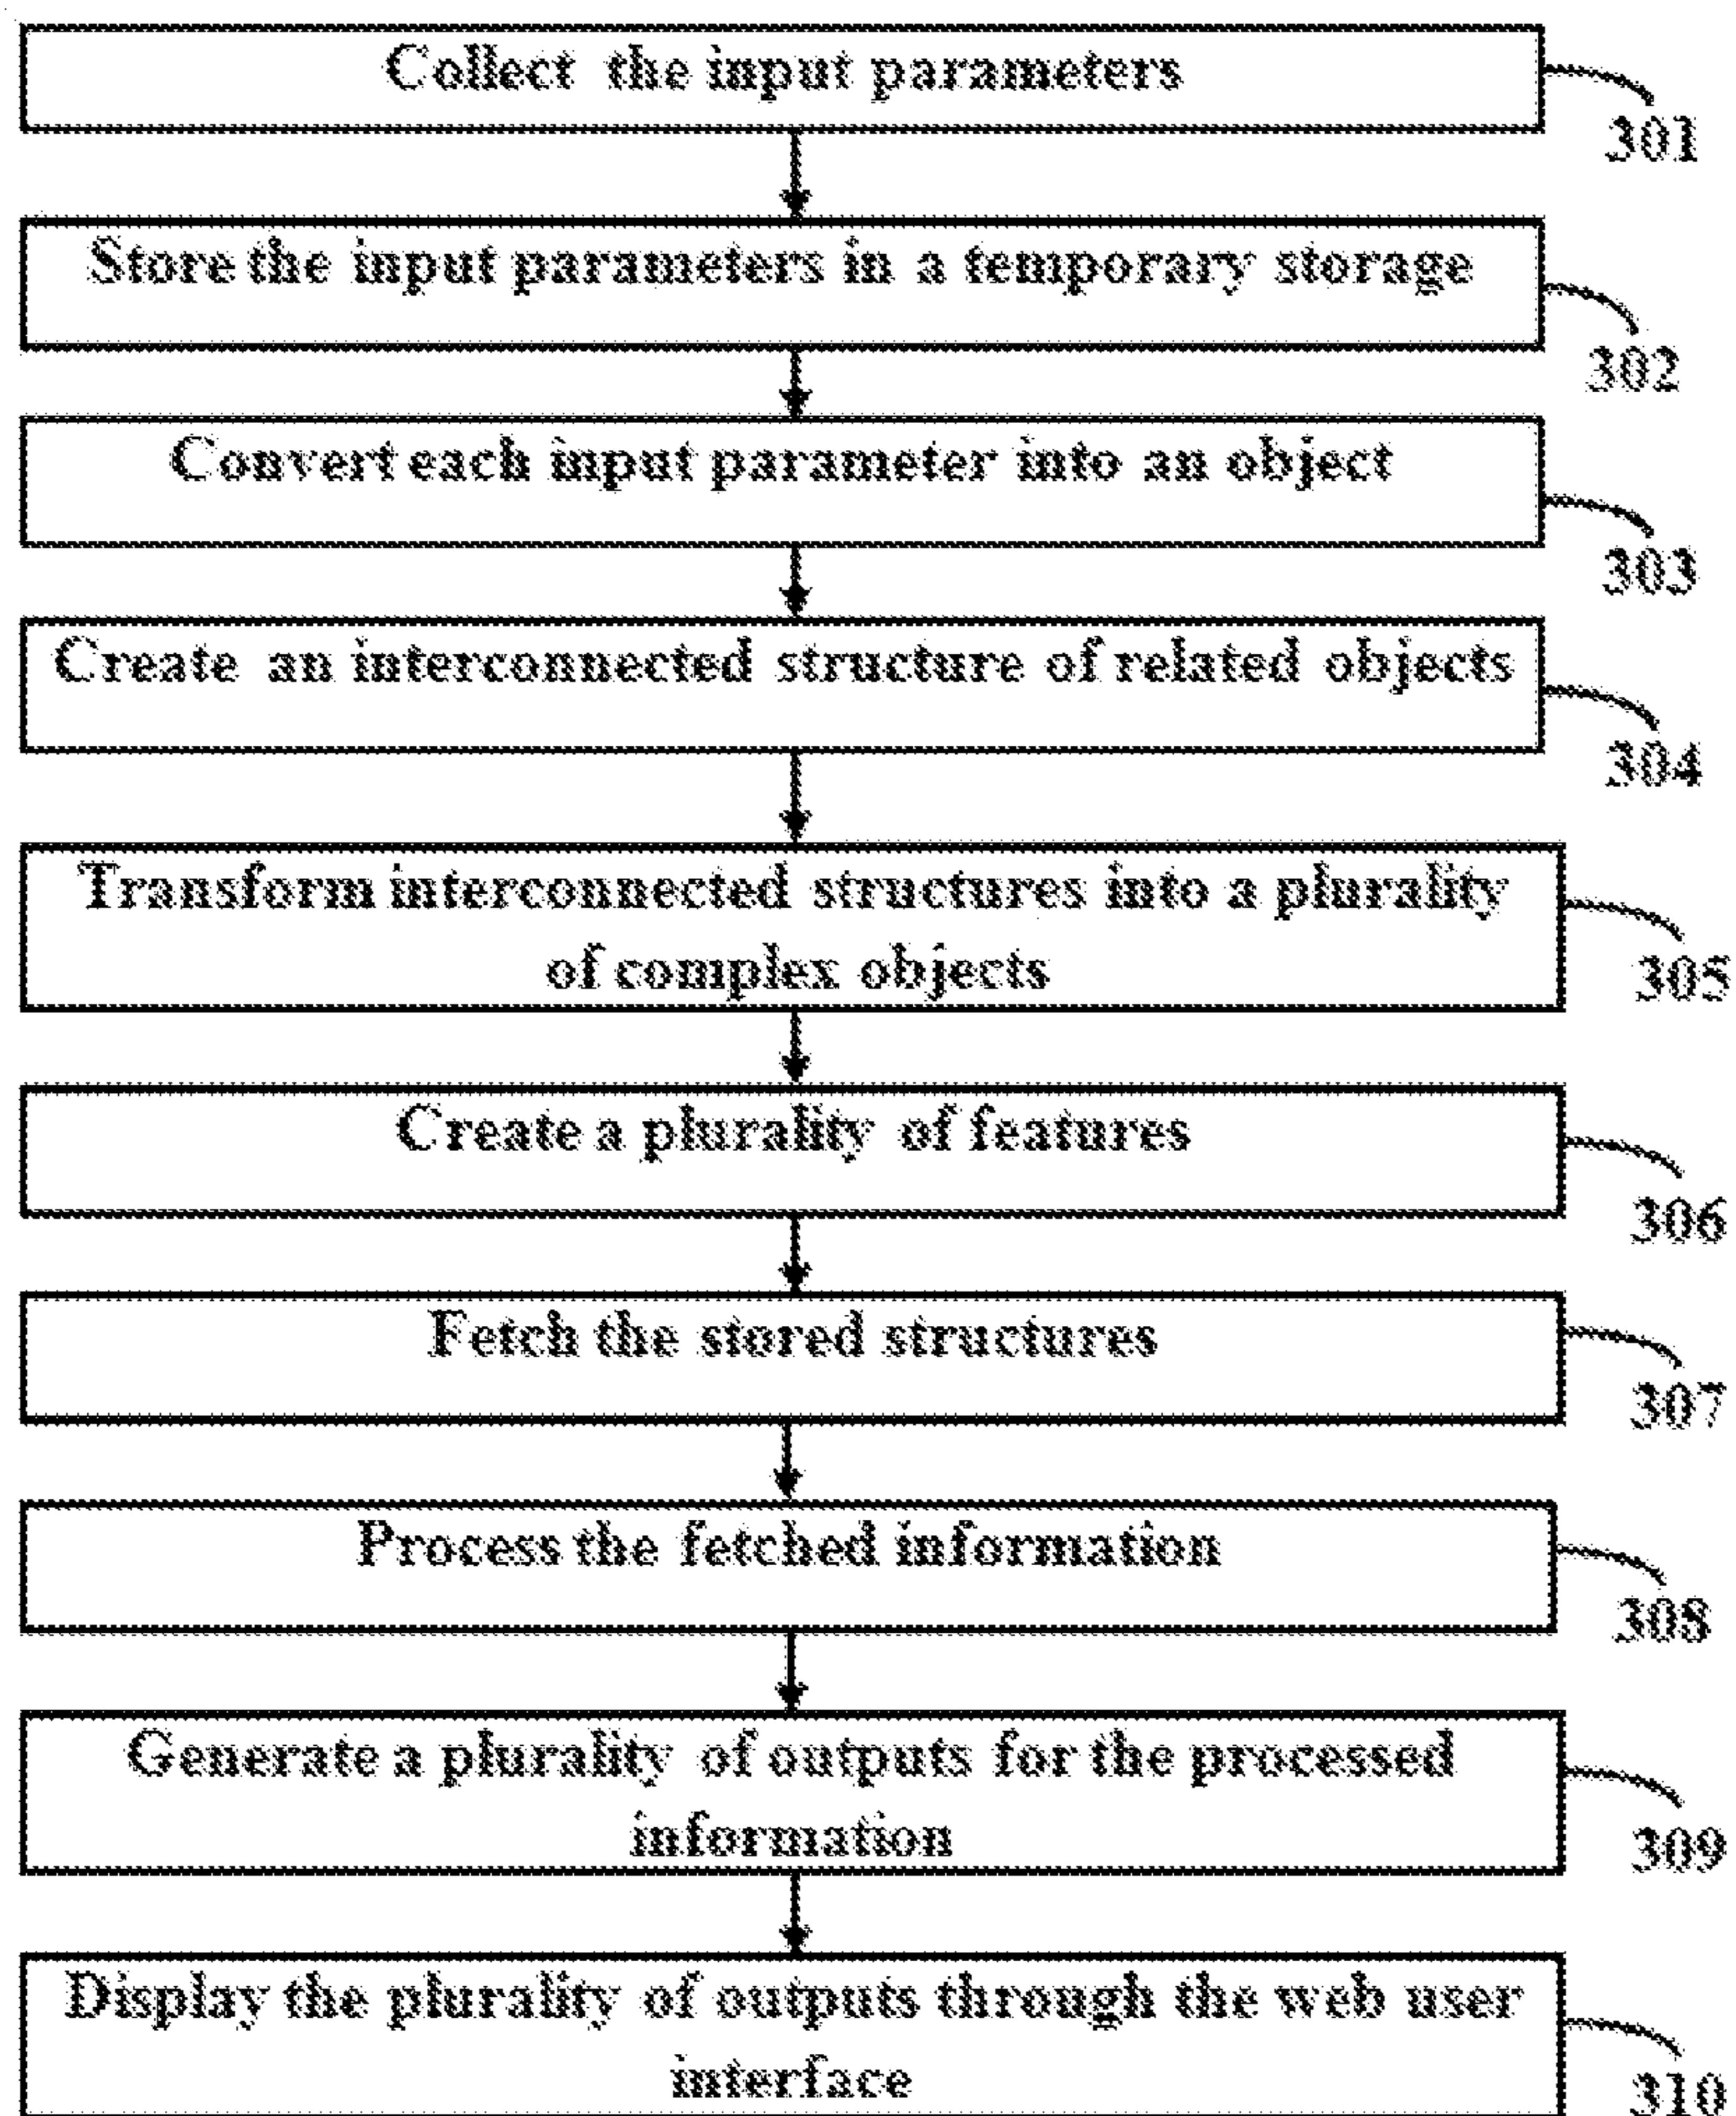 Collect the input parameters
301
Store the input parameters in a temporary storage
302
Convert each input parameter into an object
303
Create an interconnected structure of related objects
304
Transform interconnected structures into a plurality
of complex objects
305
Create a plurality of features
306
Fetch the stored structures
307
Process the fetched information
308
Generate a plurality of outputs for the processed
information
309
Display the plurality of outputs through the web user
interface
310